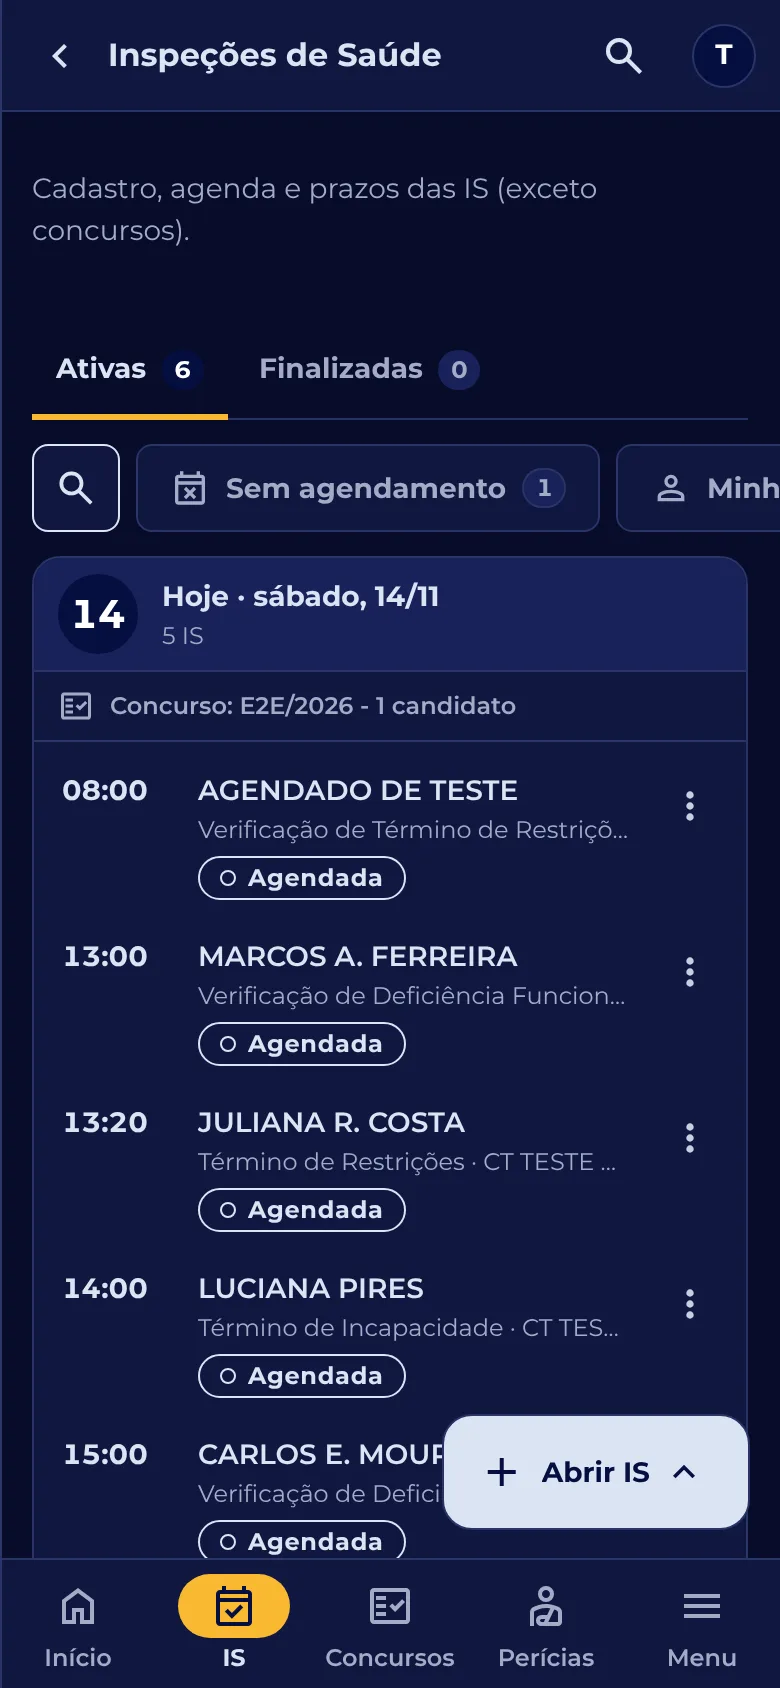 Inspeções de Saúde
T
Cadastro, agenda e prazos das IS (exceto
concursos).
Ativas 6 Finalizadas 0
Sem agendamento 1 Minh
14
Hoje · sábado, 14/11
5 IS
Concurso: E2E/2026 - 1 candidato
08:00 AGENDADO DE TESTE
Verificação de Término de Restriçõ...
Agendada
13:00 MARCOS A. FERREIRA
Verificação de Deficiência Funcion...
Agendada
13:20 JULIANA R. COSTA
Término de Restrições · CT TESTE ...
Agendada
14:00 LUCIANA PIRES
Término de Incapacidade · CT TES...
Agendada
15:00 CARLOS E. MOUR
Verificação de Defici
Agendada
Abrir IS
Início IS Concursos Perícias Menu